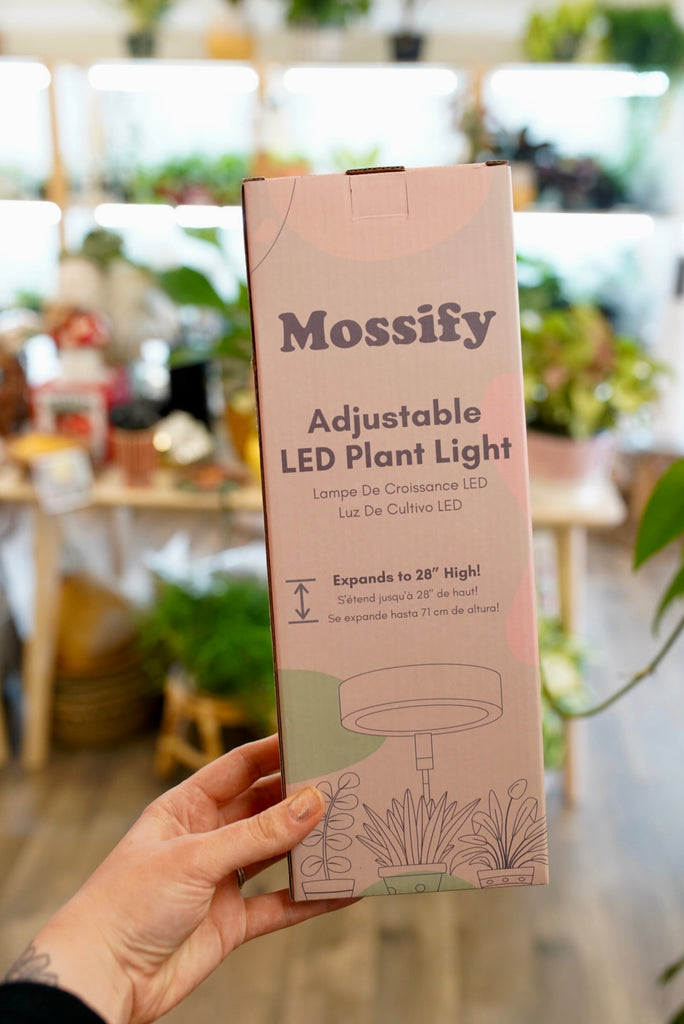 Mossify
Adjustable
LED Plant Light
Lampe De Croissance LED
Luz De Cultivo LED
Expands to 28" High!
S'étend jusqu'à 28" de haut!
Se expande hasta 71 cm de altura!